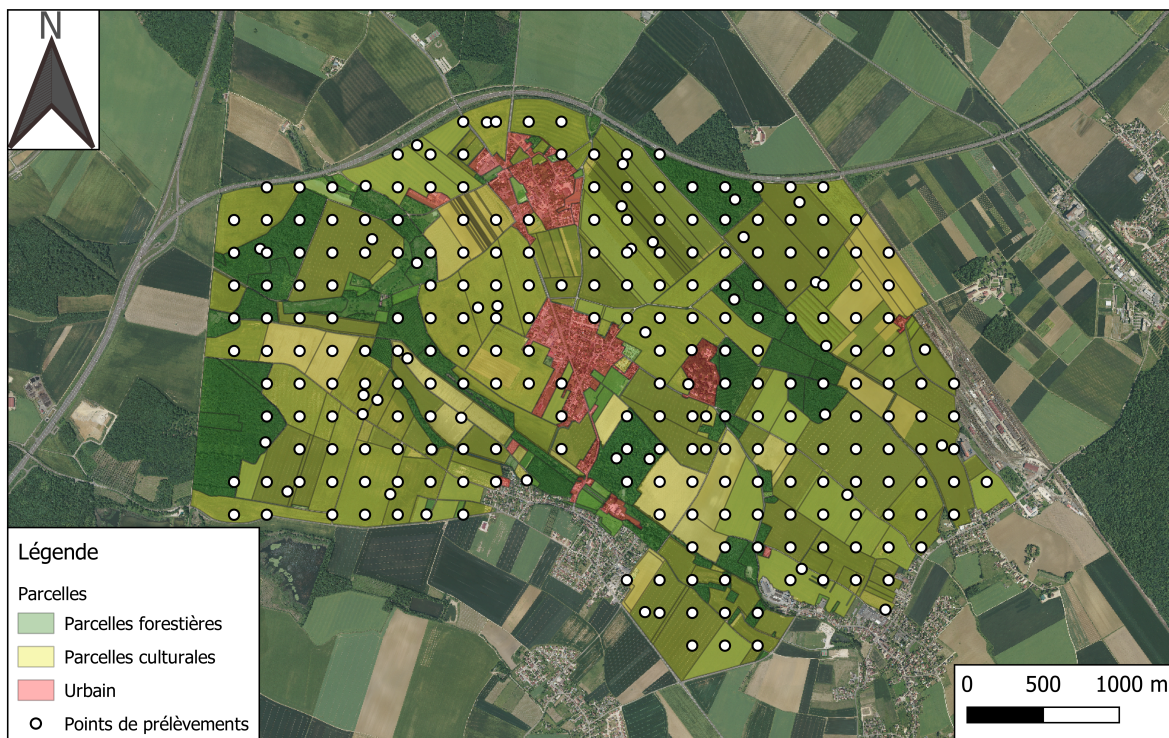 N
Légende
Parcelles
Parcelles forestières
Parcelles culturales
Urbain
Points de prélèvements
0 500 1000 m